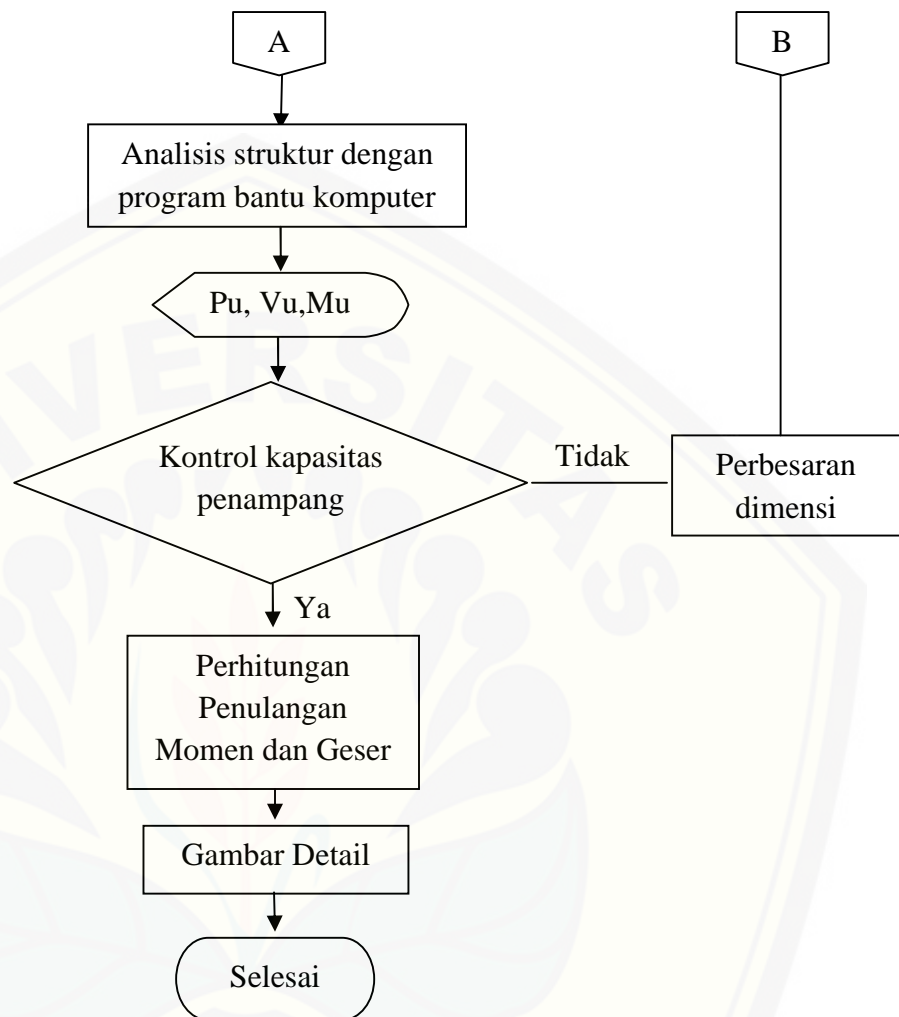 A
B
Analisis struktur dengan
program bantu komputer
Pu, Vu,Mu
Kontrol kapasitas
penampang
Tidak
Perbesaran
dimensi
Ya
Perhitungan
Penulangan
Momen dan Geser
Gambar Detail
Selesai